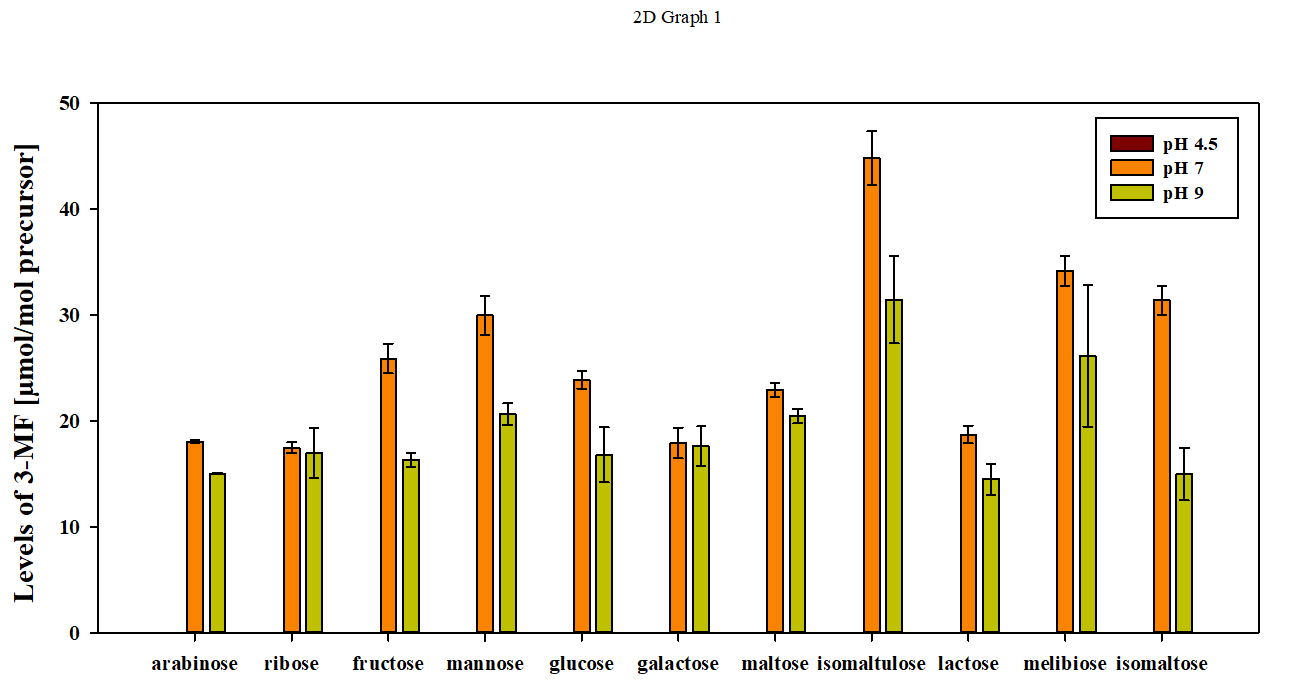 2D Graph 1
Levels of 3-MF [µmol/mol precursor]
50
40
30
20
10
0
pH 4.5
pH 7
pH 9
arabinose ribose fructose mannose glucose galactose maltose isomaltulose lactose melibiose isomaltose